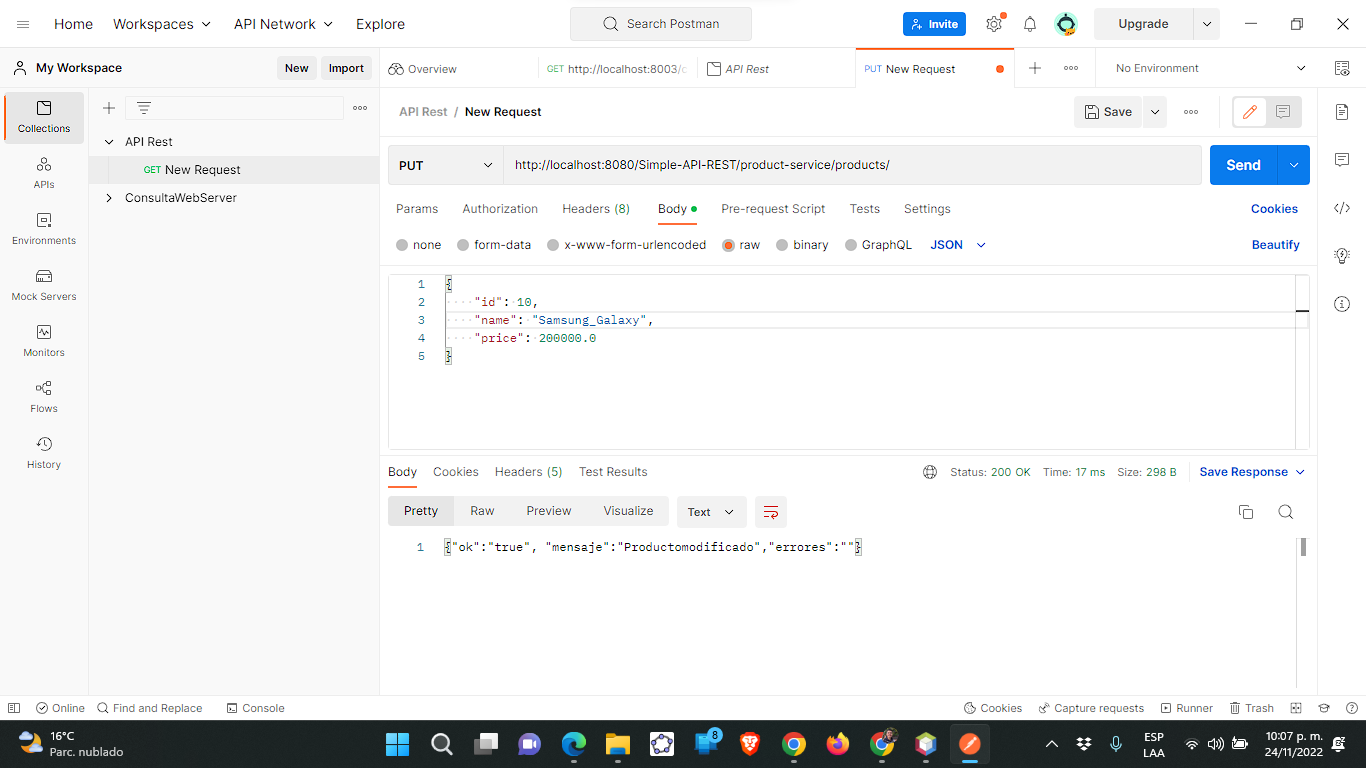 Home Workspaces API Network Explore Search Postman Invite Upgrade
My Workspace New Import Overview GET http://localhost:8003/c API Rest PUT New Request No Environment
Collections
APIs
Environments
Mock Servers
Monitors
Flows
History
API Rest
GET New Request
ConsultaWebServer
API Rest / New Request Save
PUT http://localhost:8080/Simple-API-REST/product-service/products/ Send
Params Authorization Headers (8) Body Pre-request Script Tests Settings Cookies
none form-data x-www-form-urlencoded raw binary GraphQL JSON Beautify
1 {
2 "id": 10,
3 "name": "Samsung_Galaxy",
4 "price": 200000.0
5 }
Body Cookies Headers (5) Test Results Status: 200 OK Time: 17 ms Size: 298 B Save Response
Pretty Raw Preview Visualize Text
1 {"ok":"true", "mensaje":"Productomodificado","errores":""}
Online Find and Replace Console Cookies Capture requests Runner Trash
16°C
Parc. nublado
8
ESP
LAA
10:07 p. m.
24/11/2022